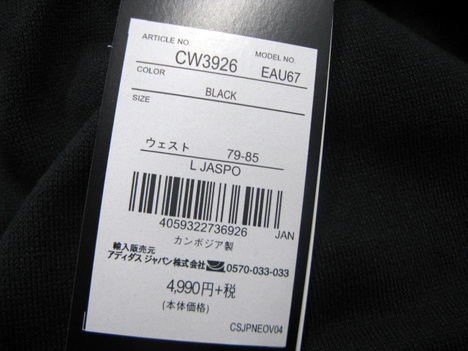 ARTICLE NO. MODEL NO.
CW3926 EAU67
COLOR
BLACK
SIZE
ウェスト 79-85
L JASPO
4059322736926 JAN
カンボジア製
輸入販売元
アディダス ジャパン株式会社 0570-033-033
4,990円+税
(本体価格)
CSJPNEOV04